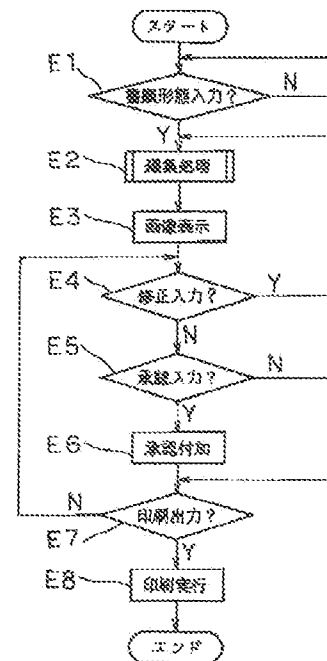 スタート
E1
形態入力?
N
Y
E2
編集処理
E3
画像表示
E4
修正入力?
Y
N
E5
承認入力?
N
Y
E6
承認付加
N
E7
印刷出力?
Y
E8
印刷実行
エンド